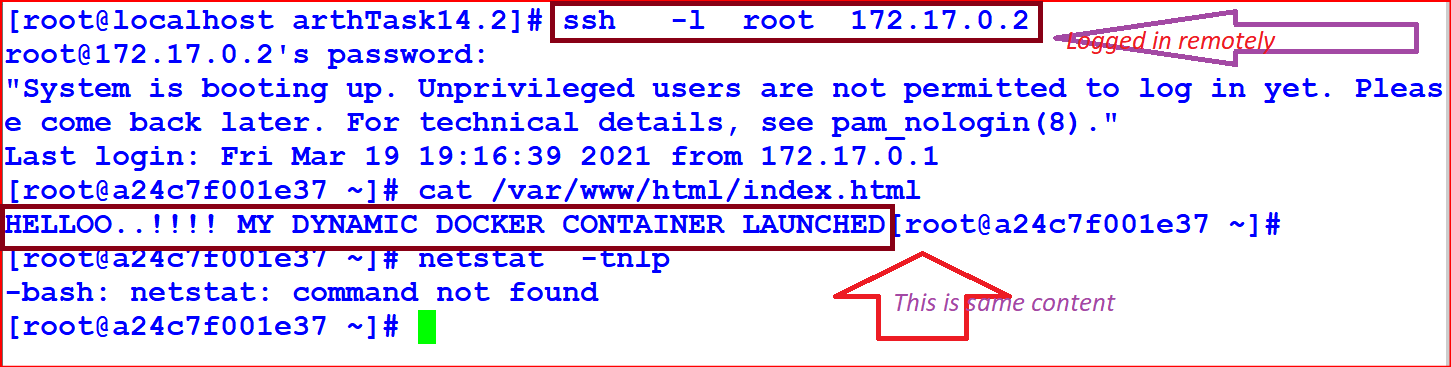 [root@localhost arthTask14.2]# ssh   -l  root  172.17.0.2
Logged in remotely
root@172.17.0.2's password:
"System is booting up. Unprivileged users are not permitted to log in yet. Pleas
e come back later. For technical details, see pam_nologin(8)."
Last login: Fri Mar 19 19:16:39 2021 from 172.17.0.1
[root@a24c7f001e37 ~]# cat /var/www/html/index.html
HELLOO..!!!! MY DYNAMIC DOCKER CONTAINER LAUNCHED[root@a24c7f001e37 ~]#
[root@a24c7f001e37 ~]# netstat  -tnlp
-bash: netstat: command not found
This is same content
[root@a24c7f001e37 ~]#